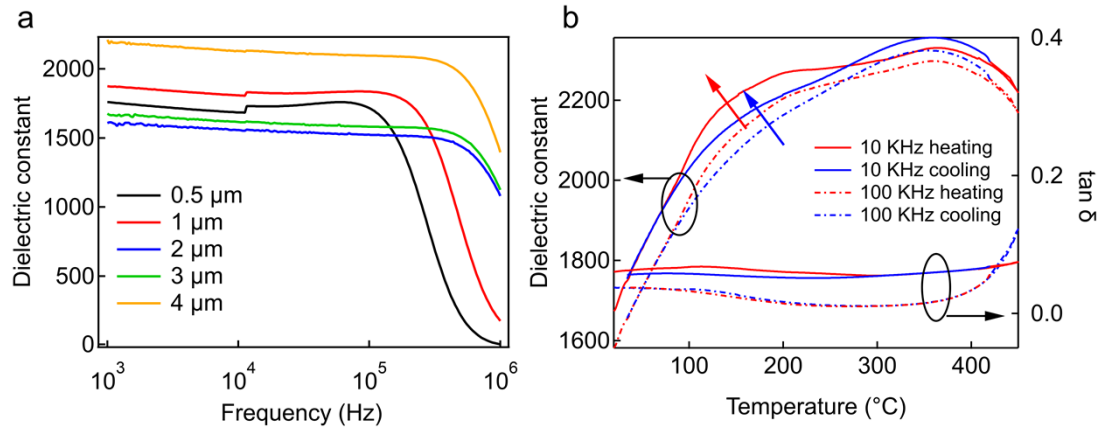 a
Dielectric constant
2000
1500
1000
500
0
0.5 µm
1 µm
2 µm
3 µm
4 µm
10³ 10⁴ 10⁵ 10⁶
Frequency (Hz)
b
Dielectric constant
2200
2000
1800
1600
10 KHz heating
10 KHz cooling
100 KHz heating
100 KHz cooling
0.4
0.2
0.0
tan δ
100 200 300 400
Temperature (°C)